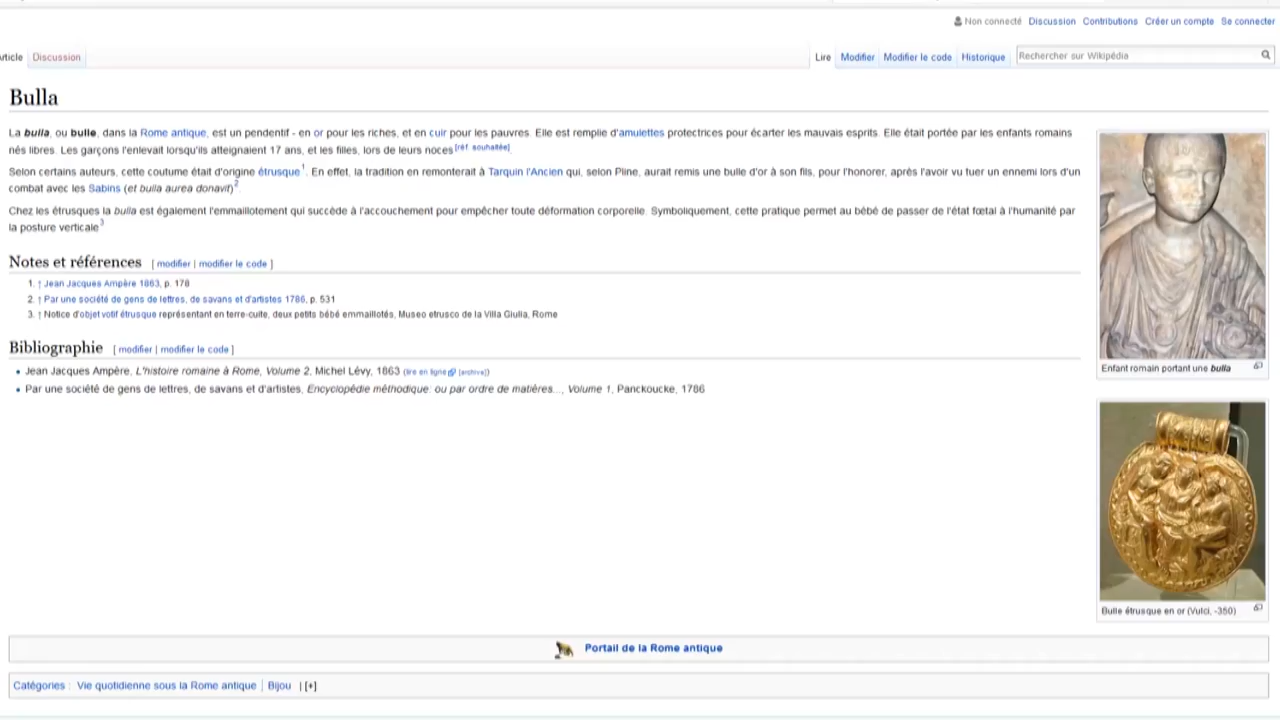 Non connecté Discussion Contributions Créer un compte Se connecter
rticle Discussion Lire Modifier Modifier le code Historique Rechercher sur Wikipédia
Bulla
La bulla, ou bulle, dans la Rome antique, est un pendentif - en or pour les riches, et en cuir pour les pauvres. Elle est remplie d'amulettes protectrices pour écarter les mauvais esprits. Elle était portée par les enfants romains
nés libres. Les garçons l'enlevait lorsqu'ils atteignaient 17 ans, et les filles, lors de leurs noces [réf. souhaitée]
Selon certains auteurs, cette coutume était d'origine étrusque1. En effet, la tradition en remonterait à Tarquin l'Ancien qui, selon Pline, aurait remis une bulle d'or à son fils, pour l'honorer, après l'avoir vu tuer un ennemi lors d'un
combat avec les Sabins (et bulla aurea donavit)2.
Chez les étrusques la bulla est également l'emmaillotement qui succède à l'accouchement pour empêcher toute déformation corporelle. Symboliquement, cette pratique permet au bébé de passer de l'état fœtal à l'humanité par
la posture verticale3
Notes et références [ modifier | modifier le code ]
1. ↑ Jean Jacques Ampère 1863, p. 178
2. ↑ Par une société de gens de lettres, de savans et d'artistes 1786, p. 531
3. ↑ Notice d'objet votif étrusque représentant en terre-cuite, deux petits bébé emmaillotés, Museo etrusco de la Villa Giulia, Rome
Bibliographie [ modifier | modifier le code ]
• Jean Jacques Ampère, L'histoire romaine à Rome, Volume 2, Michel Lévy, 1863 (lire en ligne [archive])
• Par une société de gens de lettres, de savans et d'artistes, Encyclopédie méthodique: ou par ordre de matières..., Volume 1, Panckoucke, 1786
Enfant romain portant une bulla
Bulle étrusque en or (Vulci, -350)
Portail de la Rome antique
Catégories : Vie quotidienne sous la Rome antique | Bijou | [+]